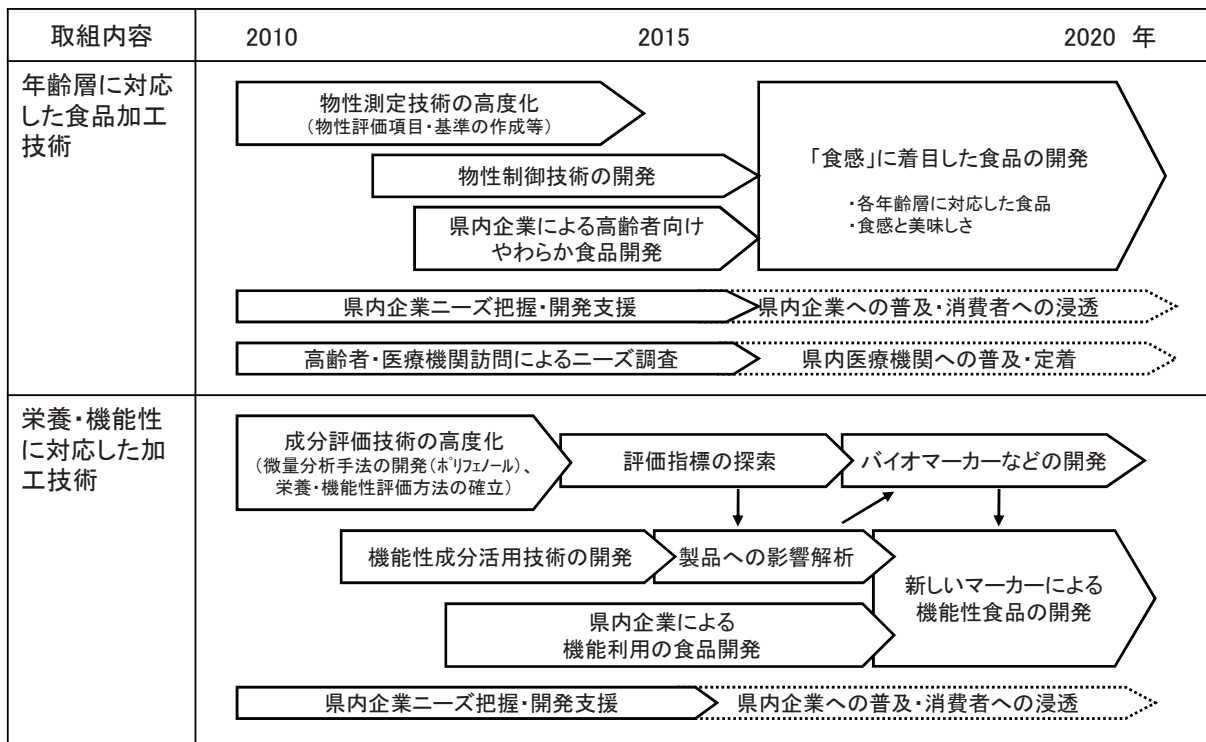 取組内容
2010
2015
2020 年
年齢層に対応
した食品加工
技術
物性測定技術の高度化
（物性評価項目・基準の作成等）
物性制御技術の開発
県内企業による高齢者向け
やわらか食品開発
「食感」に着目した食品の開発
・各年齢層に対応した食品
・食感と美味しさ
県内企業ニーズ把握・開発支援
県内企業への普及・消費者への浸透
高齢者・医療機関訪問によるニーズ調査
県内医療機関への普及・定着
栄養・機能性
に対応した加
工技術
成分評価技術の高度化
（微量分析手法の開発（ﾎﾟﾘﾌｪﾉｰﾙ）、
栄養・機能性評価方法の確立）
評価指標の探索
バイオマーカーなどの開発
機能性成分活用技術の開発
製品への影響解析
県内企業による
機能利用の食品開発
新しいマーカーによる
機能性食品の開発
県内企業ニーズ把握・開発支援
県内企業への普及・消費者への浸透